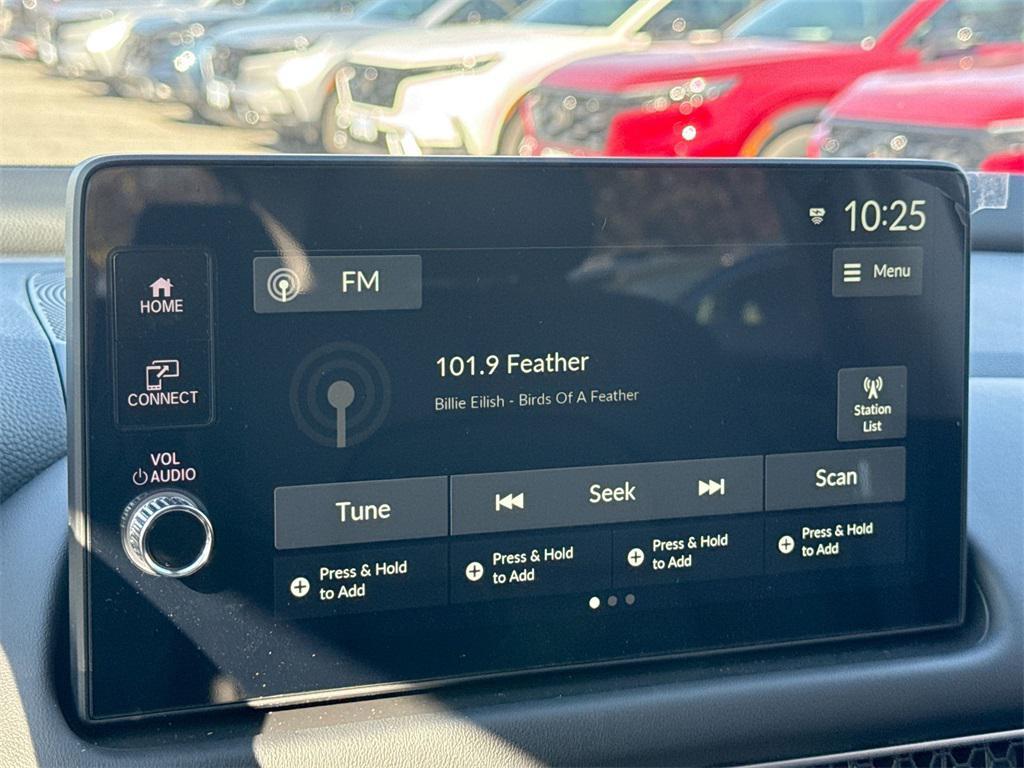 10:25
HOME
FM
Menu
101.9 Feather
Billie Eilish - Birds Of A Feather
CONNECT
Station
List
VOL
AUDIO
Tune
Seek
Scan
Press & Hold
to Add
Press & Hold
to Add
Press & Hold
to Add
Press & Hold
to Add